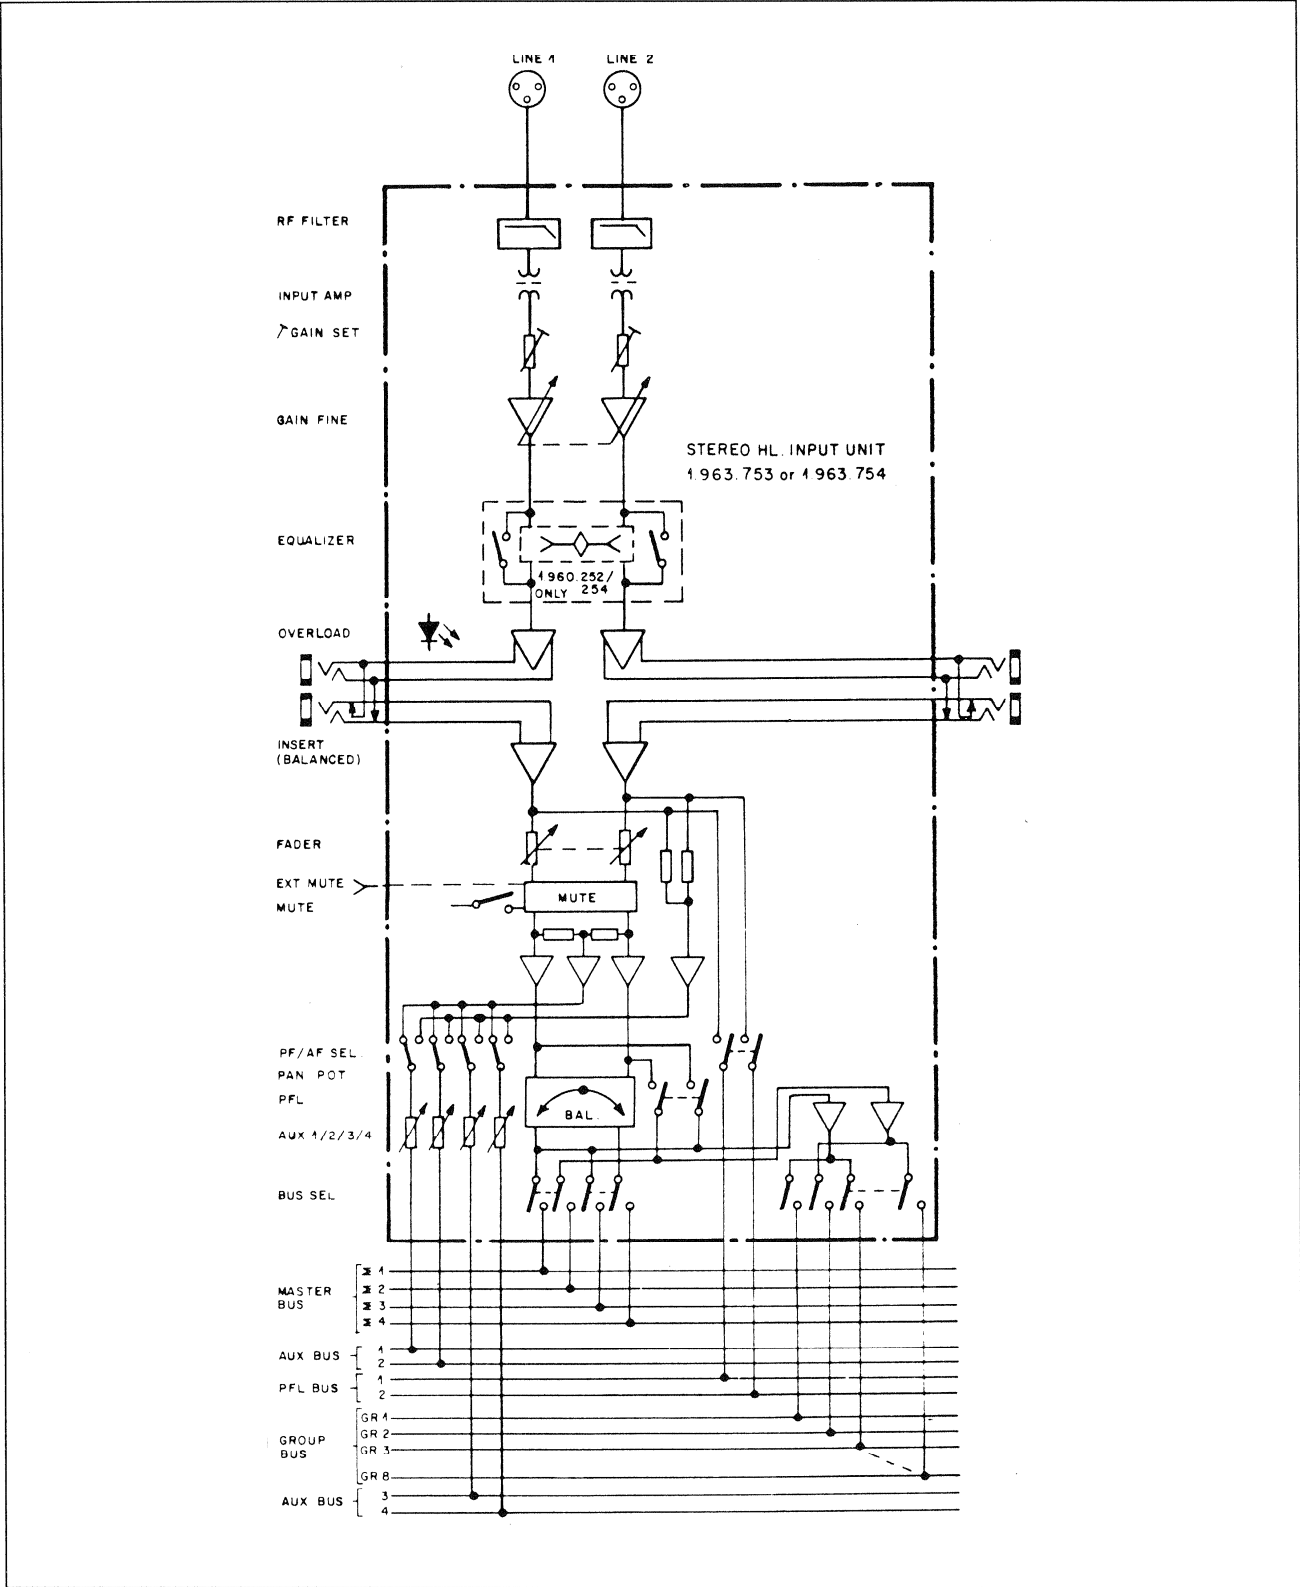 LINE 1 LINE 2
RF FILTER
INPUT AMP
GAIN SET
GAIN FINE
STEREO HL. INPUT UNIT
1.963.753 or 1.963.754
EQUALIZER
1.960.252/
ONLY 254
OVERLOAD
INSERT
(BALANCED)
FADER
EXT MUTE
MUTE
MUTE
PF/AF SEL.
PAN POT
PFL
BAL.
AUX 1/2/3/4
BUS SEL
MASTER
BUS
Σ 1
Σ 2
Σ 3
Σ 4
AUX BUS
1
2
PFL BUS
1
2
GROUP
BUS
GR 1
GR 2
GR 3
GR 8
AUX BUS
3
4